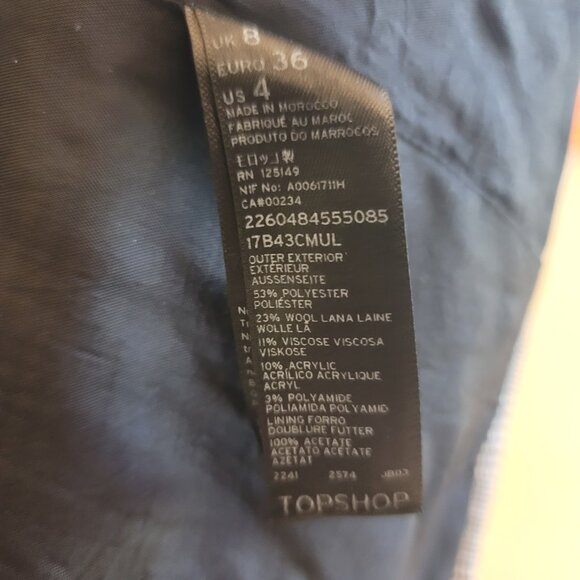 UK 8
EURO 36
US 4
MADE IN MOROCCO
FABRIQUÉ AU MAROC
PRODUTO DO MARROCOS
モロッコ製
RN 125149
NIF No: A0061711H
CA#00234
2260484555085
17B43CMUL
OUTER EXTERIOR
EXTÉRIEUR
AUSSENSEITE
53% POLYESTER
POLIÉSTER
23% WOOL LANA LAINE
WOLLE LÃ
11% VISCOSE VISCOSA
VISKOSE
10% ACRYLIC
ACRÍLICO ACRYLIQUE
ACRYL
3% POLYAMIDE
POLIAMIDA POLYAMID
LINING FORRO
DOUBLURE FUTTER
100% ACETATE
ACETATO ACÉTATE
AZETAT
2241 2574 JB03
TOPSHOP